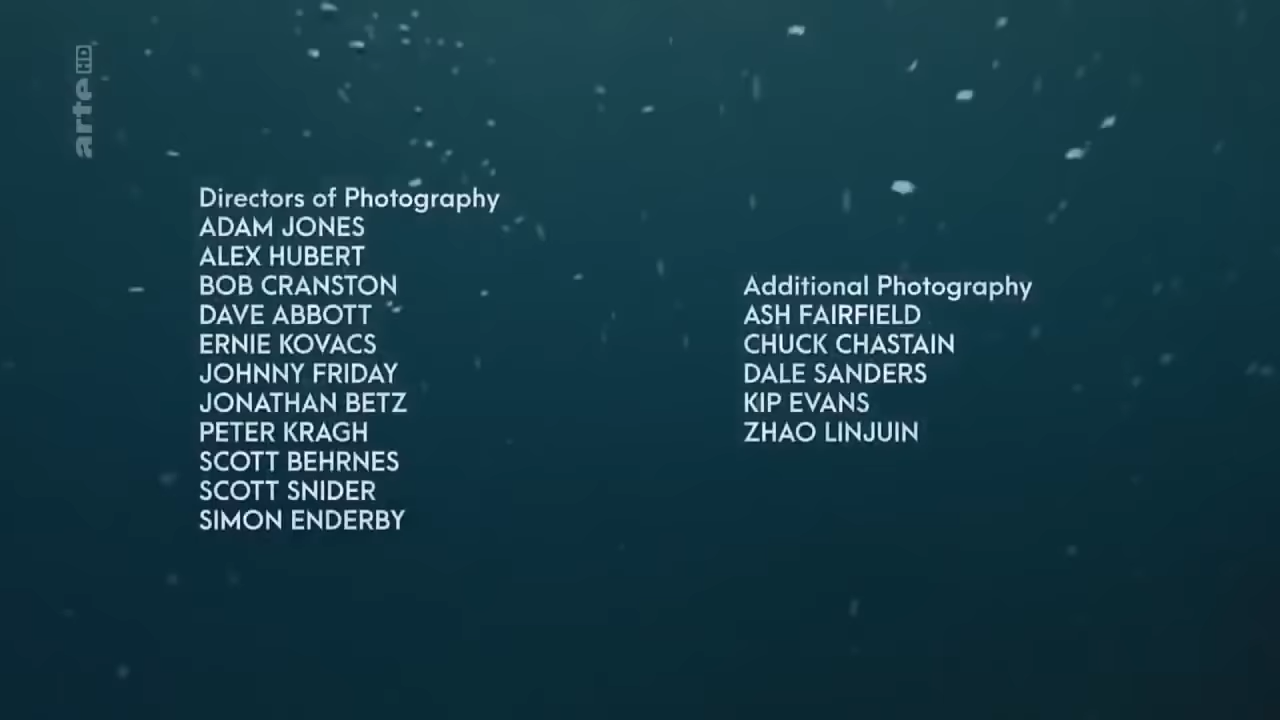 arte HD
Directors of Photography
ADAM JONES
ALEX HUBERT
BOB CRANSTON
DAVE ABBOTT
ERNIE KOVACS
JOHNNY FRIDAY
JONATHAN BETZ
PETER KRAGH
SCOTT BEHRNES
SCOTT SNIDER
SIMON ENDERBY
Additional Photography
ASH FAIRFIELD
CHUCK CHASTAIN
DALE SANDERS
KIP EVANS
ZHAO LINJUIN